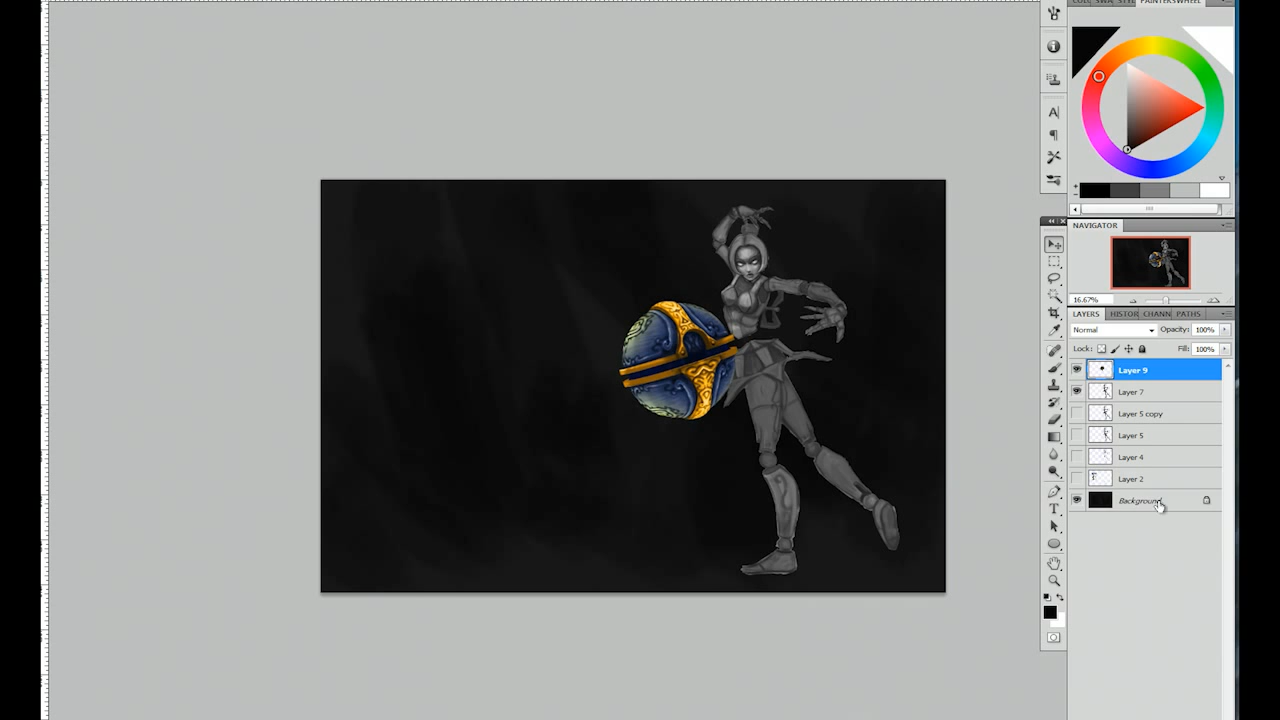 PAINTERSWHEEL
NAVIGATOR
16.67%
LAYERS HISTOR CHANN PATHS
Normal Opacity: 100%
Lock: Fill: 100%
Layer 9
Layer 7
Layer 5 copy
Layer 5
Layer 4
Layer 2
Background